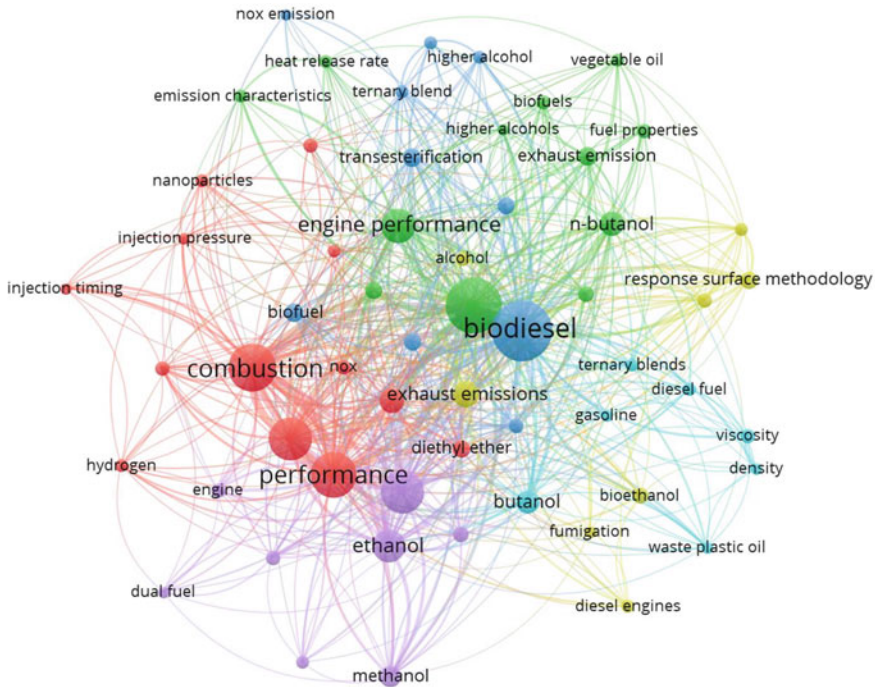 nox emission
higher alcohol
heat release rate
vegetable oil
emission characteristics
ternary blend
biofuels
higher alcohols
fuel properties
transesterification
exhaust emission
nanoparticles
engine performance
n-butanol
injection pressure
alcohol
injection timing
response surface methodology
biofuel
biodiesel
combustion
nox
ternary blends
exhaust emissions
diesel fuel
gasoline
viscosity
diethyl ether
hydrogen
performance
density
engine
butanol
bioethanol
fumigation
ethanol
waste plastic oil
dual fuel
diesel engines
methanol